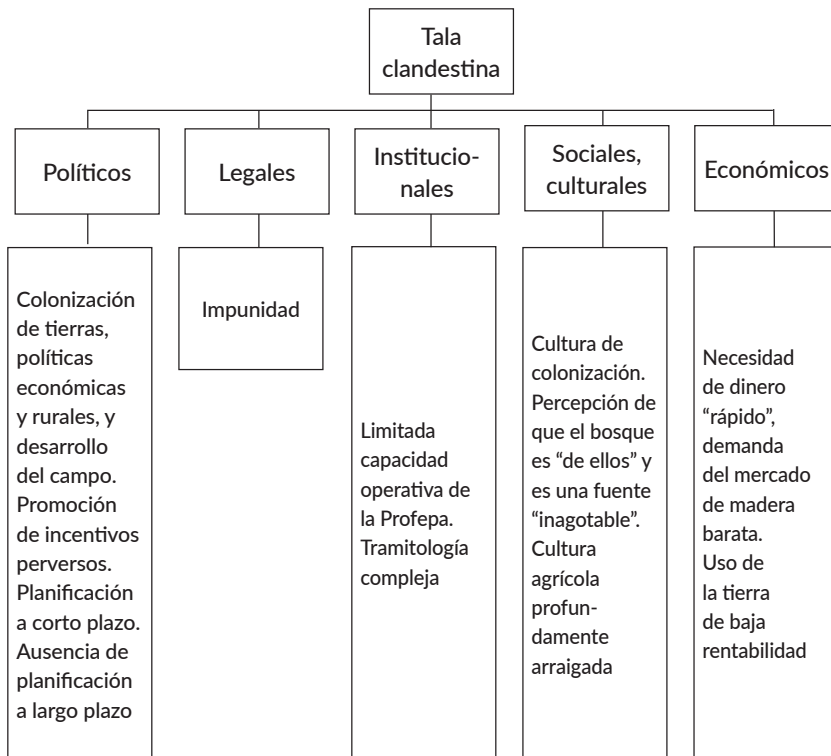 Tala
clandestina
Políticos
Legales
Institucio-
nales
Sociales,
culturales
Económicos
Colonización
de tierras,
políticas
económicas
y rurales, y
desarrollo
del campo.
Promoción
de incentivos
perversos.
Planificación
a corto plazo.
Ausencia de
planificación
a largo plazo
Impunidad
Limitada
capacidad
operativa de
la Profepa.
Tramitología
compleja
Cultura de
colonización.
Percepción de
que el bosque
es “de ellos” y
es una fuente
“inagotable”.
Cultura
agrícola
profun-
damente
arraigada
Necesidad
de dinero
“rápido”,
demanda
del mercado
de madera
barata.
Uso de
la tierra
de baja
rentabilidad